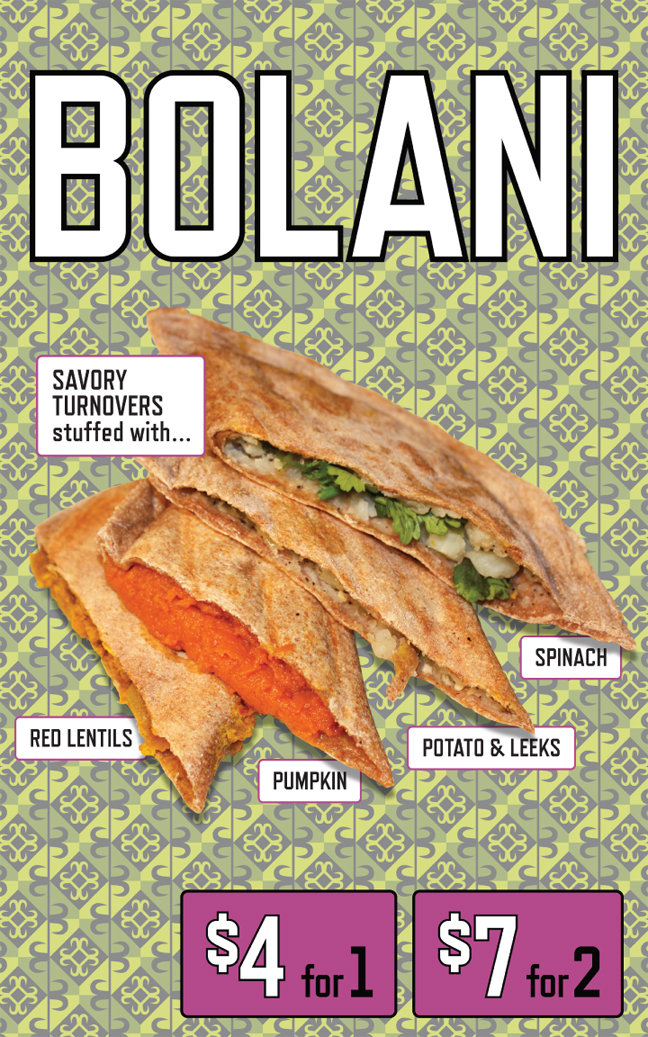 BOLANI
SAVORY
TURNOVERS
stuffed with...
SPINACH
RED LENTILS
POTATO & LEEKS
PUMPKIN
$4 for 1
$7 for 2